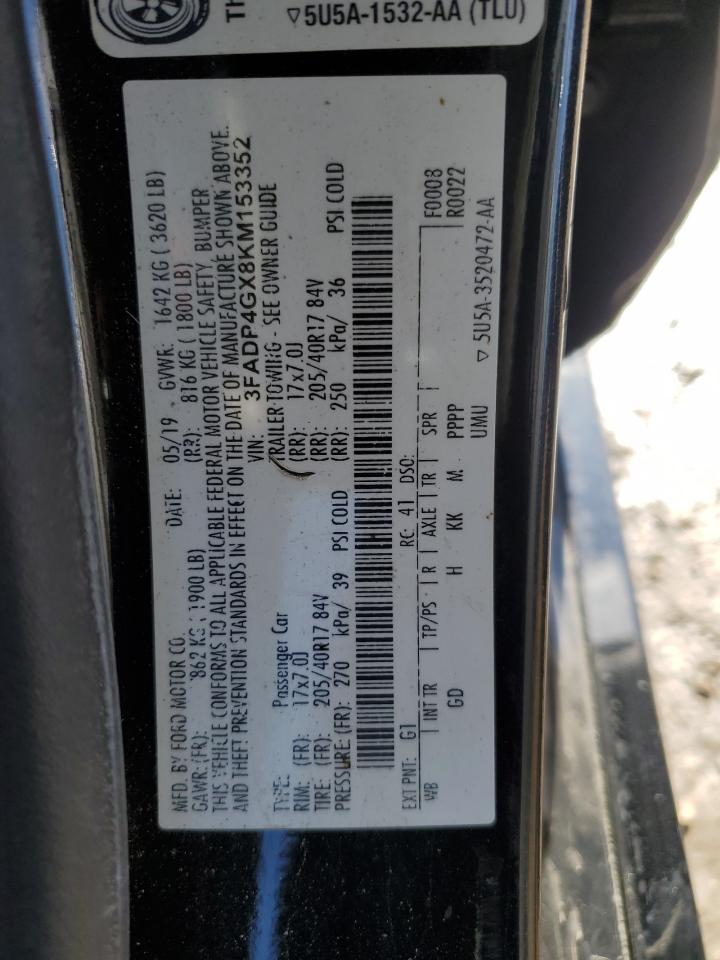 TH
▽5U5A-1532-AA (TLU)
MFD. BY FORD MOTOR CO. DATE: 05/19 GVWR: 1642 KG ( 3620 LB)
GAWR: (FR): 862 KG ( 1900 LB) (RR): 816 KG ( 1800 LB)
THIS VEHICLE CONFORMS TO ALL APPLICABLE FEDERAL MOTOR VEHICLE SAFETY, BUMPER
AND THEFT PREVENTION STANDARDS IN EFFECT ON THE DATE OF MANUFACTURE SHOWN ABOVE.
VIN: 3FADP4GX8KM153352
TYPE: Passenger Car TRAILER TOWING - SEE OWNER GUIDE
RIM: (FR): 17x7.0J (RR): 17x7.0J
TIRE: (FR): 205/40R17 84V (RR): 205/40R17 84V
PRESSURE: (FR): 270 kPa/ 39 PSI COLD (RR): 250 kPa/ 36 PSI COLD
EXT PNT: G1 RC: 41 DSO: F0008
WB INT TR TP/PS R AXLE TR SPR R0022
GD H KK M PPPP
UMU ▽5U5A-3520472-AA